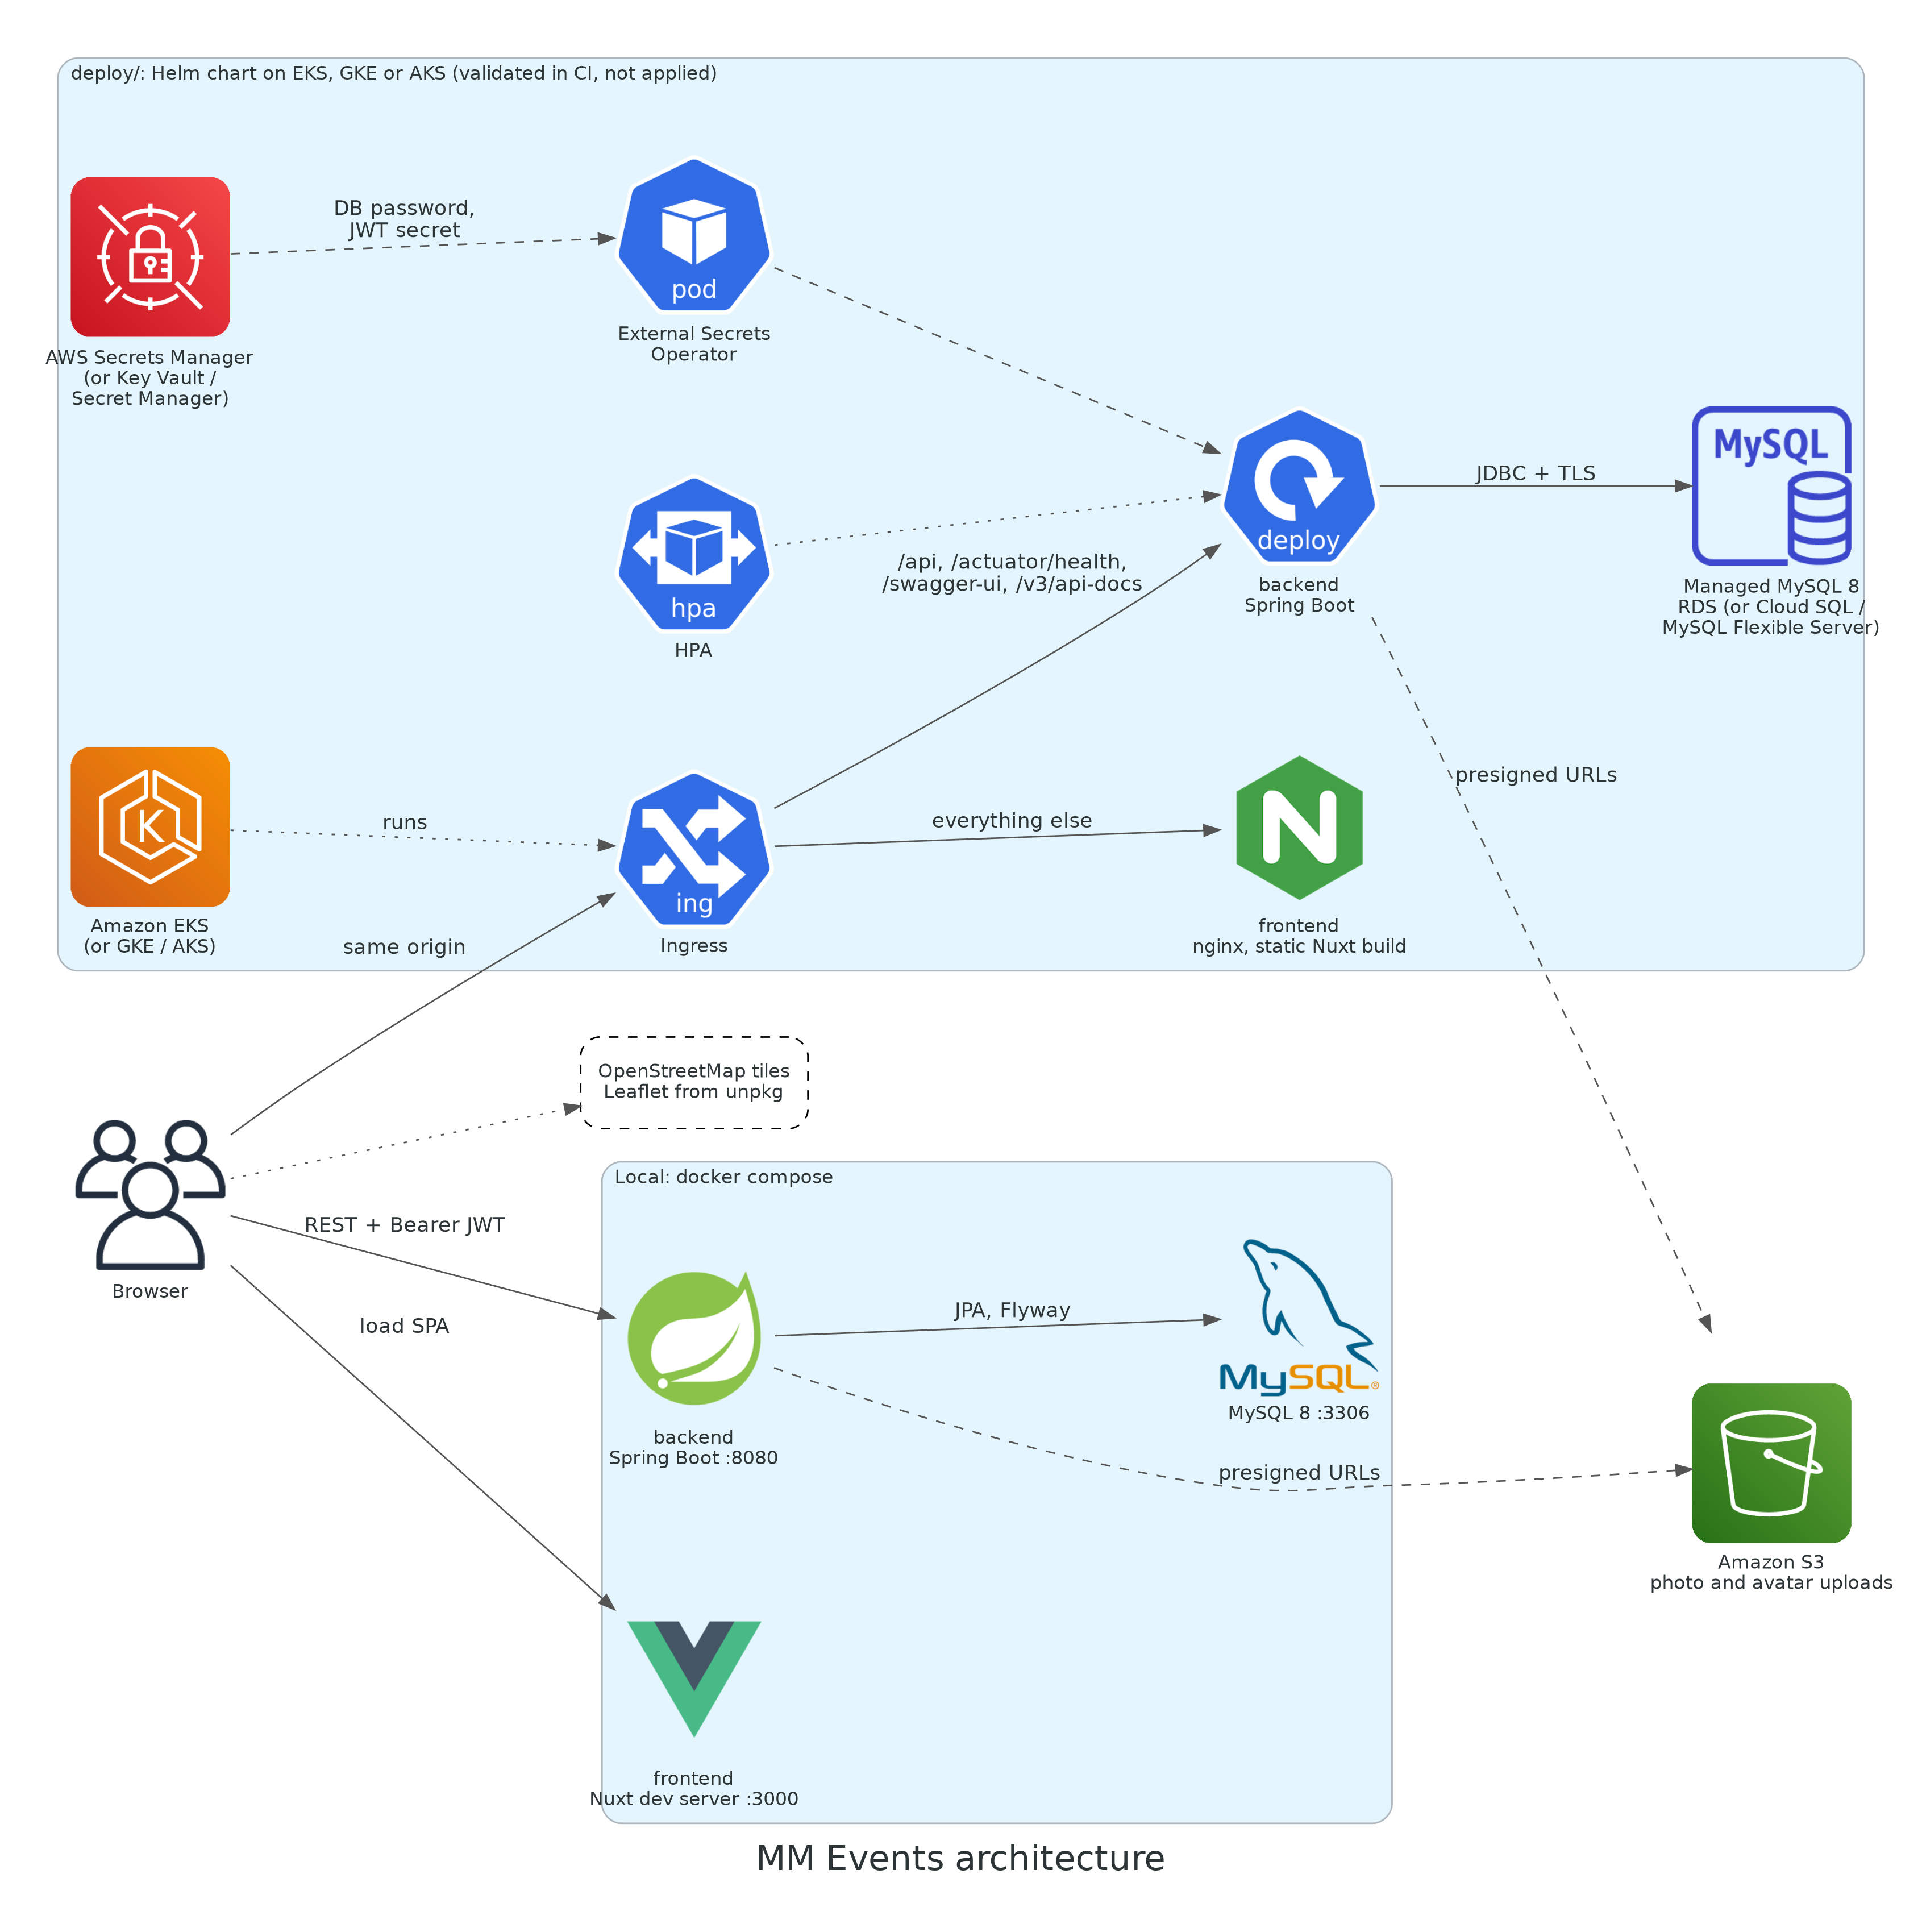 deploy/: Helm chart on EKS, GKE or AKS (validated in CI, not applied)
DB password,
JWT secret
pod
AWS Secrets Manager
(or Key Vault /
Secret Manager)
External Secrets
Operator
MySQL
JDBC + TLS
deploy
backend
Spring Boot
Managed MySQL 8
RDS (or Cloud SQL /
MySQL Flexible Server)
/api, /actuator/health,
/swagger-ui, /v3/api-docs
hpa
HPA
presigned URLs
K
runs
everything else
N
ing
Amazon EKS
(or GKE / AKS)
same origin
Ingress
frontend
nginx, static Nuxt build
OpenStreetMap tiles
Leaflet from unpkg
Local: docker compose
REST + Bearer JWT
Browser
load SPA
JPA, Flyway
MySQL®
MySQL 8 :3306
backend
Spring Boot :8080
presigned URLs
Amazon S3
photo and avatar uploads
frontend
Nuxt dev server :3000
MM Events architecture